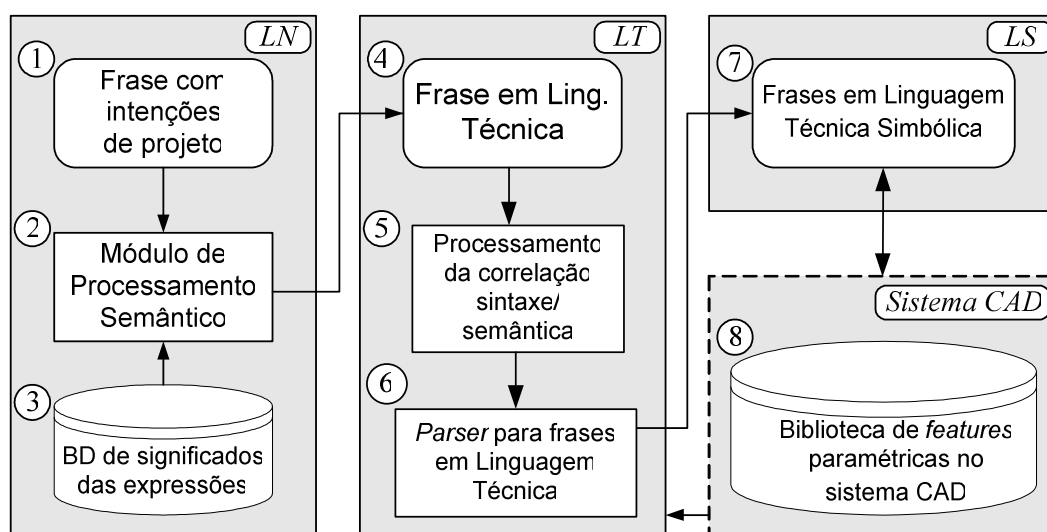 LN
1
Frase com
intenções
de projeto
2
Módulo de
Processamento
Semântico
3
BD de significados
das expressões
LT
4
Frase em Ling.
Técnica
5
Processamento
da correlação
sintaxe/
semântica
6
Parser para frases
em Linguagem
Técnica
LS
7
Frases em Linguagem
Técnica Simbólica
Sistema CAD
8
Biblioteca de features
paramétricas no
sistema CAD